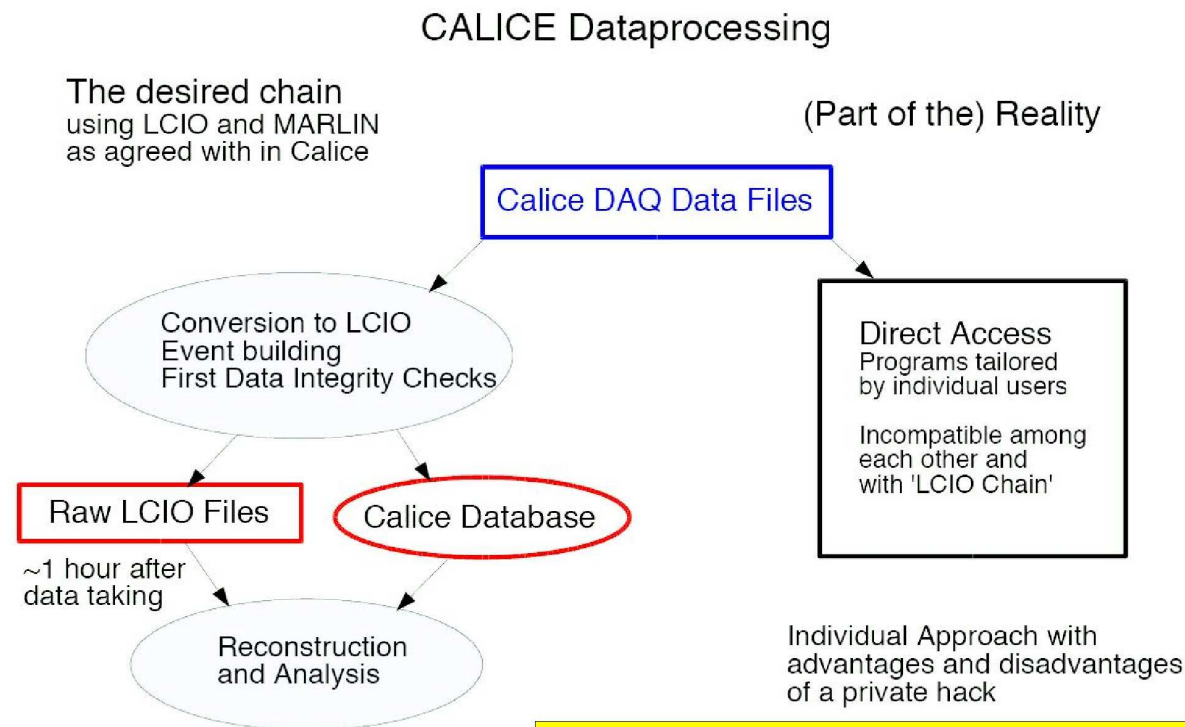 CALICE Dataprocessing
The desired chain
using LCIO and MARLIN
as agreed with in Calice
(Part of the) Reality
Calice DAQ Data Files
Conversion to LCIO
Event building
First Data Integrity Checks
Direct Access
Programs tailored
by individual users
Incompatible among
each other and
with 'LCIO Chain'
Raw LCIO Files
Calice Database
~1 hour after
data taking
Reconstruction
and Analysis
Individual Approach with
advantages and disadvantages
of a private hack